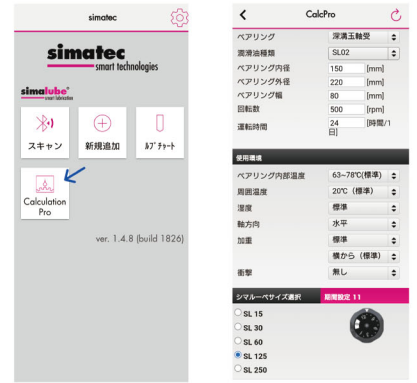 simatec
simatec
smart technologies
simalube®
smart lubrication
スキャン
新規追加
ﾙﾌﾞﾁｬｰﾄ
Calculation
Pro
ver. 1.4.8 (build 1826)
CalcPro
ベアリング 深溝玉軸受
潤滑油種類 SL02
ベアリング内径 150 [mm]
ベアリング外径 220 [mm]
ベアリング幅 80 [mm]
回転数 500 [rpm]
運転時間 24 [時間/1
日]
使用環境
ベアリング内部温度 63~78℃(標準)
周囲温度 20℃（標準）
湿度 標準
軸方向 水平
加重 標準
横から（標準）
衝撃 無し
シマルーベサイズ選択 期間設定 11
SL 15
SL 30
SL 60
SL 125
SL 250